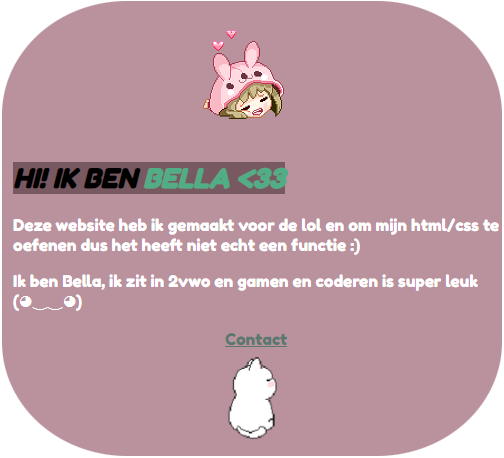 HI! IK BEN BELLA <33
Deze website heb ik gemaakt voor de lol en om mijn html/css te
oefenen dus het heeft niet echt een functie :)
Ik ben Bella, ik zit in 2vwo en gamen en coderen is super leuk
(◕‿‿◕)
Contact